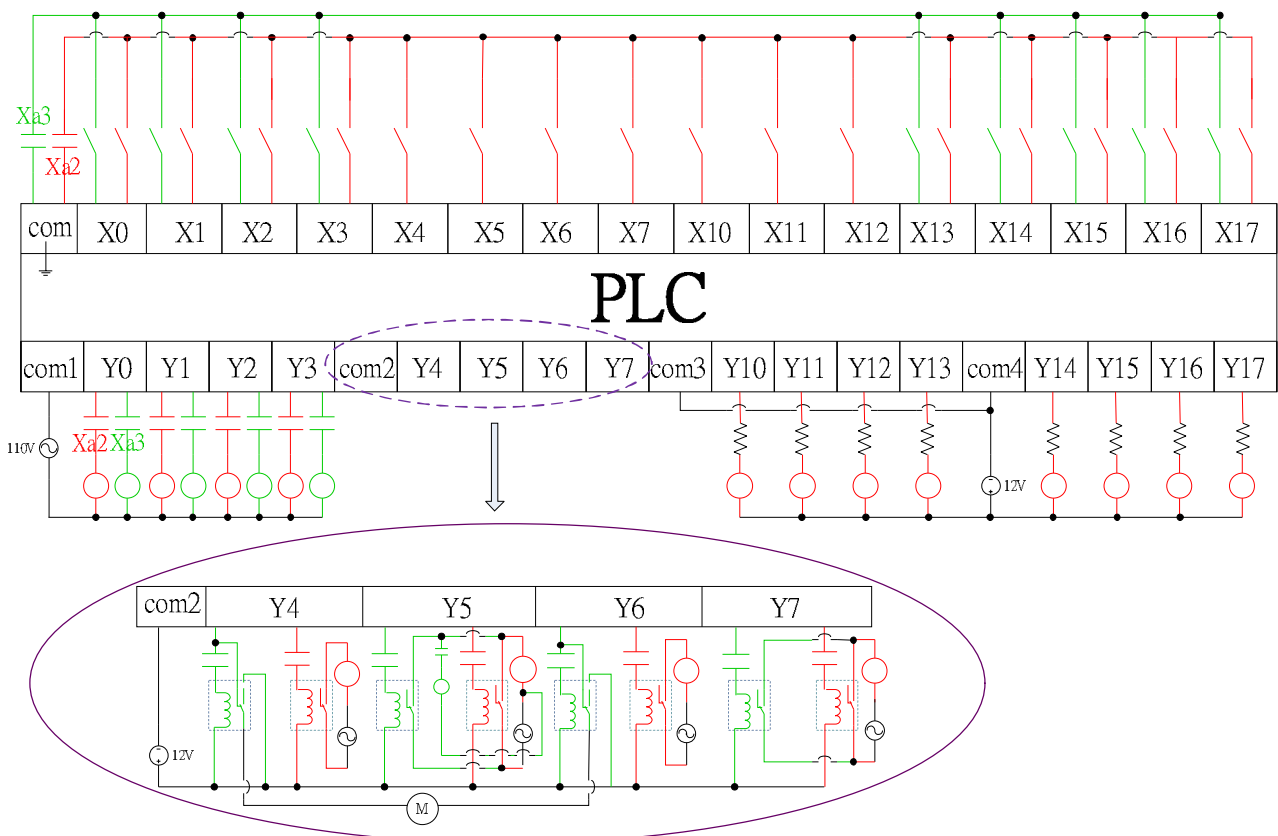 Xa3
Xa2
com X0 X1 X2 X3 X4 X5 X6 X7 X10 X11 X12 X13 X14 X15 X16 X17
PLC
com1 Y0 Y1 Y2 Y3 com2 Y4 Y5 Y6 Y7 com3 Y10 Y11 Y12 Y13 com4 Y14 Y15 Y16 Y17
110V Xa2 Xa3
12V
com2 Y4 Y5 Y6 Y7
12V
M